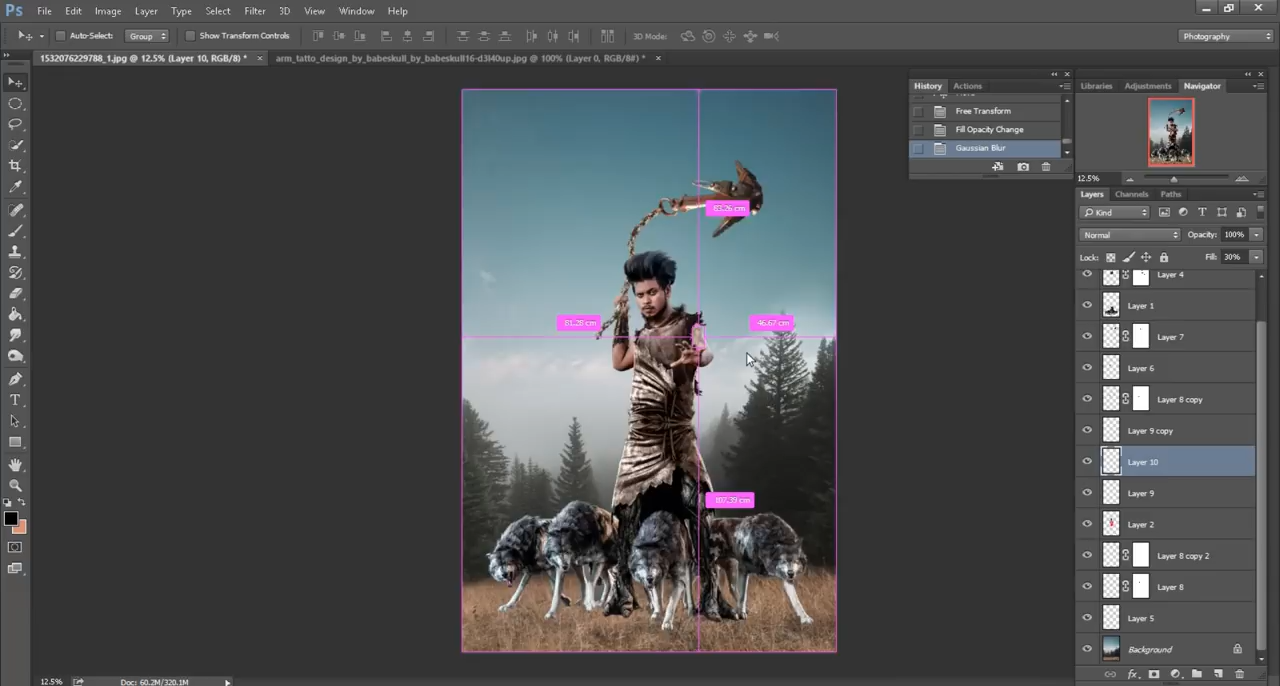 Ps File Edit Image Layer Type Select Filter 3D View Window Help
Auto-Select: Group Show Transform Controls 3D Mode: Photography
1532076229788_1.jpg @ 12.5% (Layer 10, RGB/8) * × arm_tatto_design_by_babeskull_by_babeskull16-d3l40up.jpg @ 100% (Layer 0, RGB/8#) * ×
History Actions
Free Transform
Fill Opacity Change
Gaussian Blur
Libraries Adjustments Navigator
12.5%
Layers Channels Paths
Kind
Normal Opacity: 100%
Lock: Fill: 30%
Layer 4
Layer 1
Layer 7
Layer 6
Layer 8 copy
Layer 9 copy
Layer 10
Layer 9
Layer 2
Layer 8 copy 2
Layer 8
Layer 5
Background
83.26 cm
81.28 cm
46.67 cm
107.39 cm
T
12.5% Doc: 60.2M/320.1M
fx